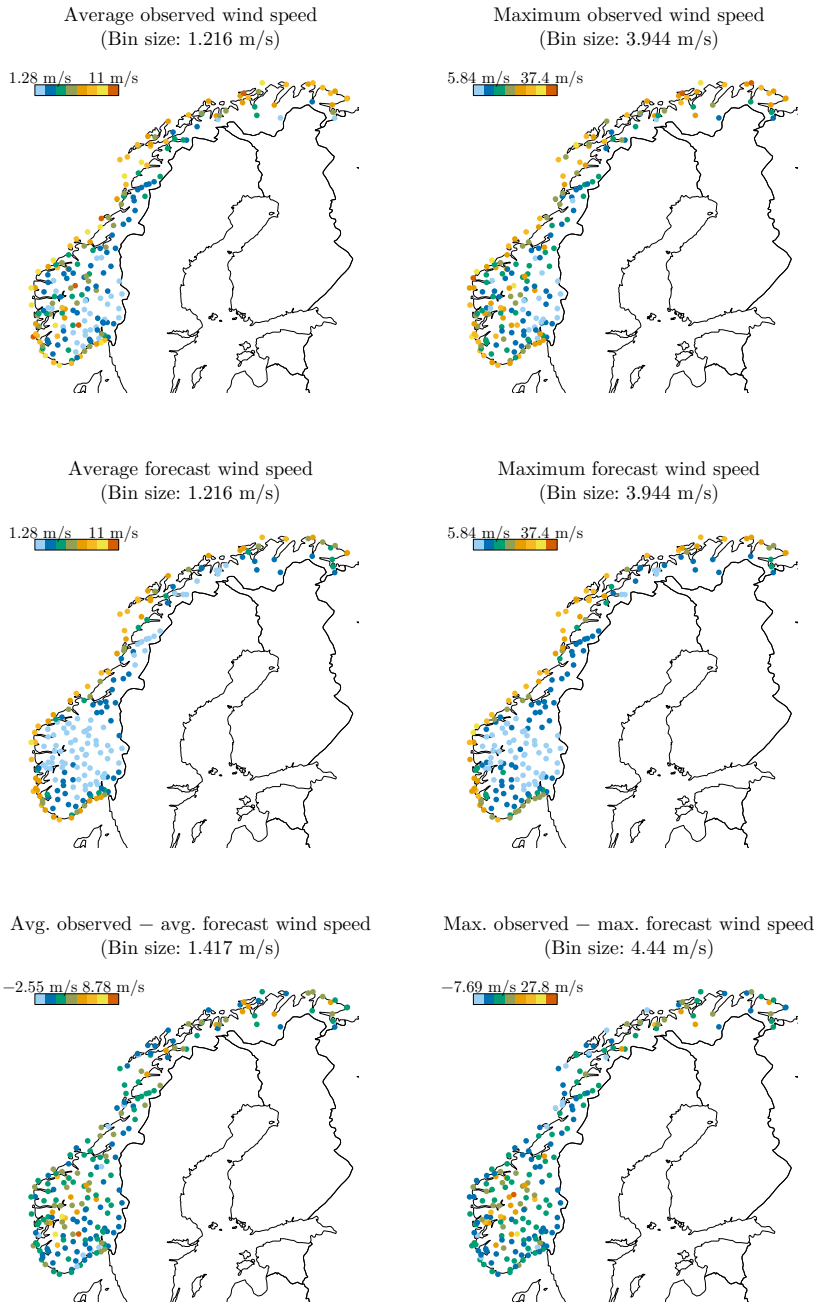 Average observed wind speed
(Bin size: 1.216 m/s)
1.28 m/s 11 m/s
Maximum observed wind speed
(Bin size: 3.944 m/s)
5.84 m/s 37.4 m/s
Average forecast wind speed
(Bin size: 1.216 m/s)
1.28 m/s 11 m/s
Maximum forecast wind speed
(Bin size: 3.944 m/s)
5.84 m/s 37.4 m/s
Avg. observed − avg. forecast wind speed
(Bin size: 1.417 m/s)
−2.55 m/s 8.78 m/s
Max. observed − max. forecast wind speed
(Bin size: 4.44 m/s)
−7.69 m/s 27.8 m/s